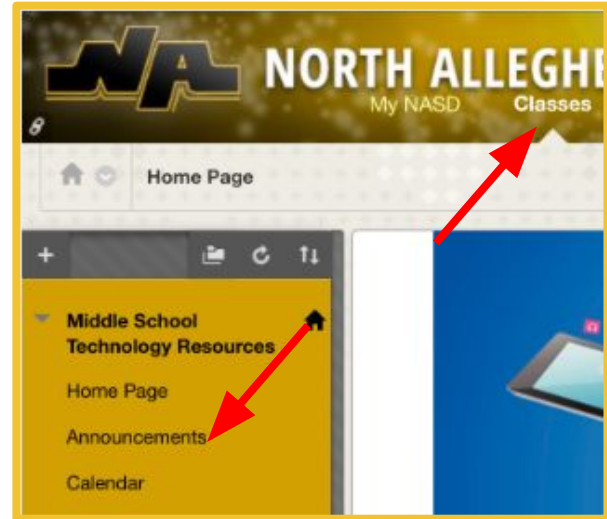 NA
NORTH ALLEGHE
My NASD Classes
Home Page
Middle School
Technology Resources
Home Page
Announcements
Calendar